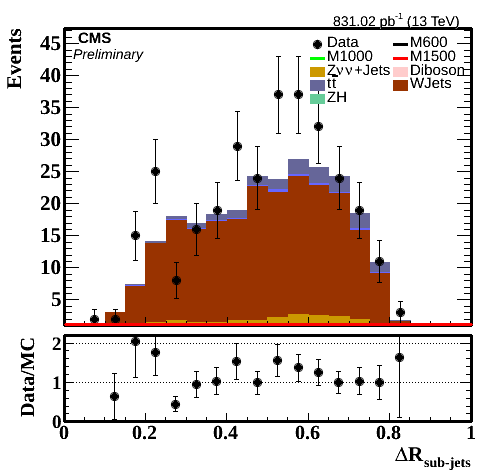 831.02 pb-1 (13 TeV)
CMS
Preliminary
Data
M600
M1000
M1500
Zνν+Jets
Diboson
tt
WJets
ZH
Events
45
40
35
30
25
20
15
10
5
Data/MC
2
1
0
0
0.2
0.4
0.6
0.8
1
ΔRsub-jets